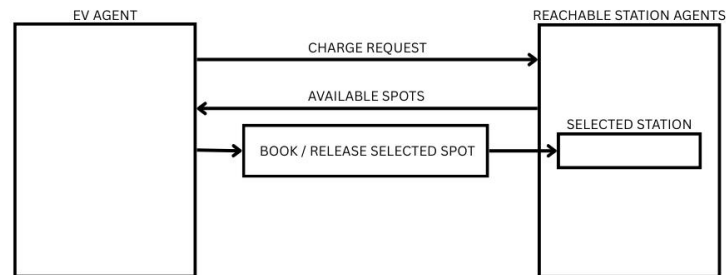 EV AGENT
REACHABLE STATION AGENTS
CHARGE REQUEST
AVAILABLE SPOTS
SELECTED STATION
BOOK / RELEASE SELECTED SPOT